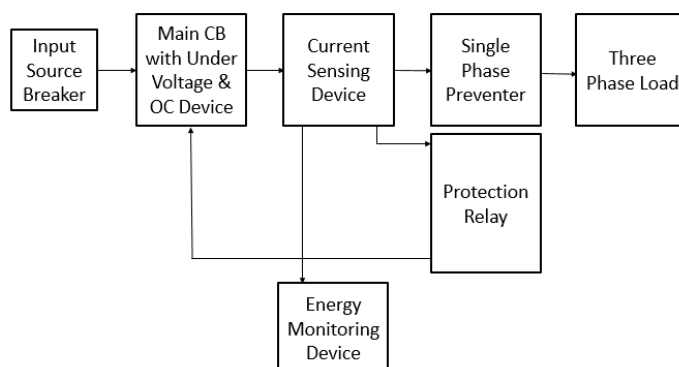 Input
Source
Breaker
Main CB
with Under
Voltage &
OC Device
Current
Sensing
Device
Single
Phase
Preventer
Three
Phase Load
Protection
Relay
Energy
Monitoring
Device